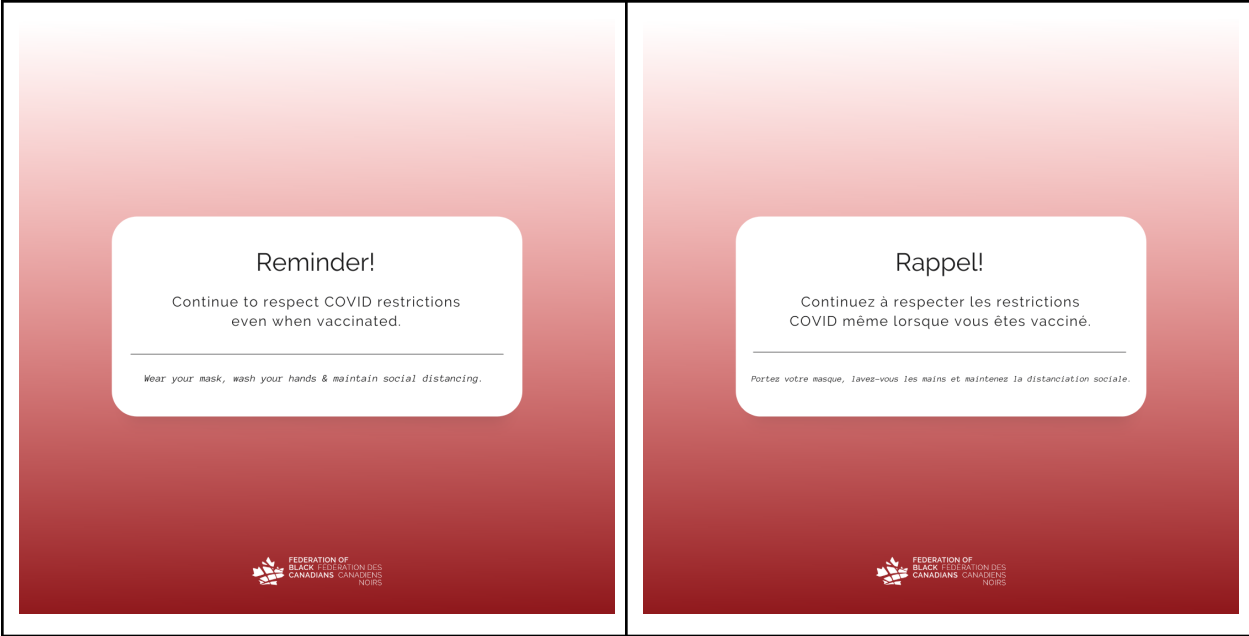 Reminder!
Continue to respect COVID restrictions
even when vaccinated.
Wear your mask, wash your hands & maintain social distancing.
FEDERATION OF
BLACK FÉDÉRATION DES
CANADIANS CANADIENS
NOIRS
Rappel!
Continuez à respecter les restrictions
COVID même lorsque vous êtes vacciné.
Portez votre masque, lavez-vous les mains et maintenez la distanciation sociale.
FEDERATION OF
BLACK FÉDÉRATION DES
CANADIANS CANADIENS
NOIRS